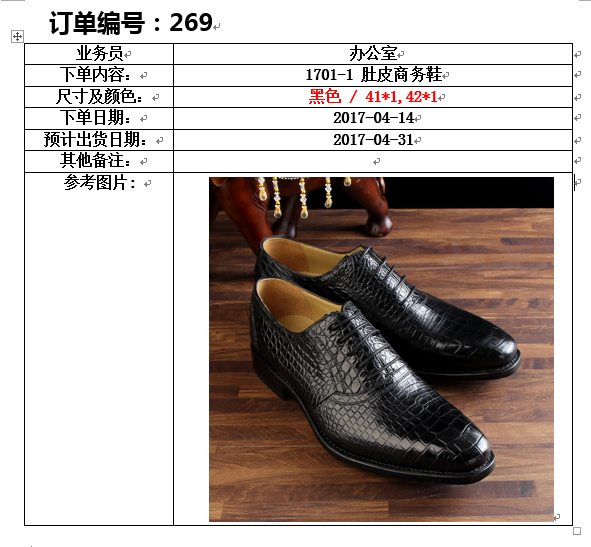 订单编号：269
业务员 办公室
下单内容： 1701-1 肚皮商务鞋
尺寸及颜色： 黑色 / 41*1,42*1
下单日期： 2017-04-14
预计出货日期： 2017-04-31
其他备注：
参考图片：